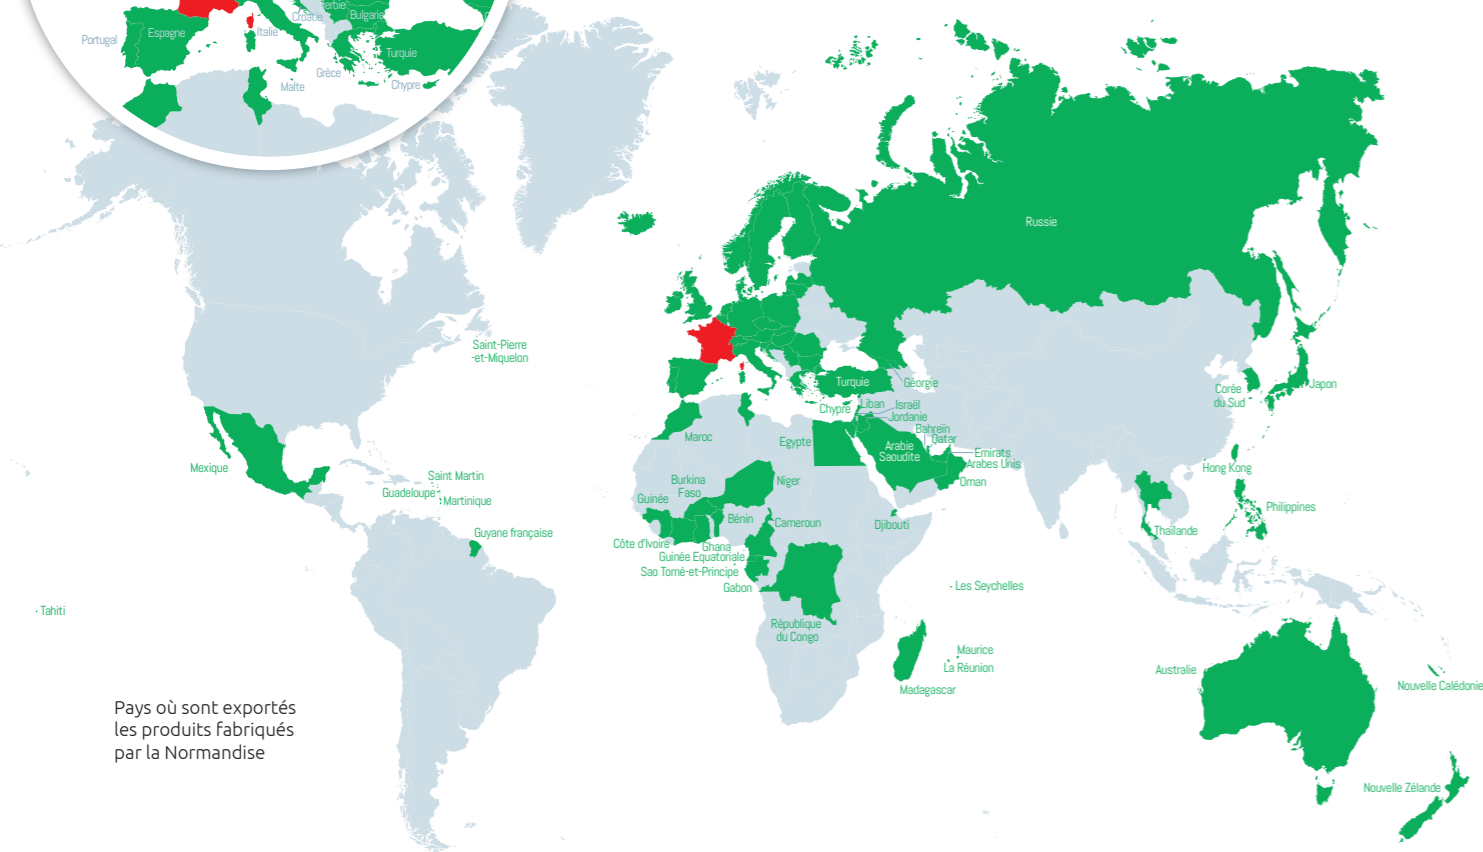 erbie
Croatie
Bulgarie
Portugal
Espagne
Italie
Turquie
Grèce
Malte
Chypre
Russie
Saint-Pierre
-et-Miquelon
Turquie
Géorgie
Corée
du Sud
Japon
Chypre
Liban
Israël
Jordanie
Bahreïn
Qatar
Maroc
Egypte
Arabie
Saoudite
Emirats
Arabes Unis
Oman
Mexique
Hong Kong
Saint Martin
Guadeloupe
Martinique
Burkina
Faso
Niger
Guinée
Bénin
Cameroun
Djibouti
Philippines
Thaïlande
Guyane française
Côte d'Ivoire
Ghana
Guinée Equatoriale
Sao Tomé-et-Principe
Gabon
Les Seychelles
Tahiti
République
du Congo
Maurice
La Réunion
Madagascar
Australie
Nouvelle Calédonie
Pays où sont exportés
les produits fabriqués
par la Normandise
Nouvelle Zélande